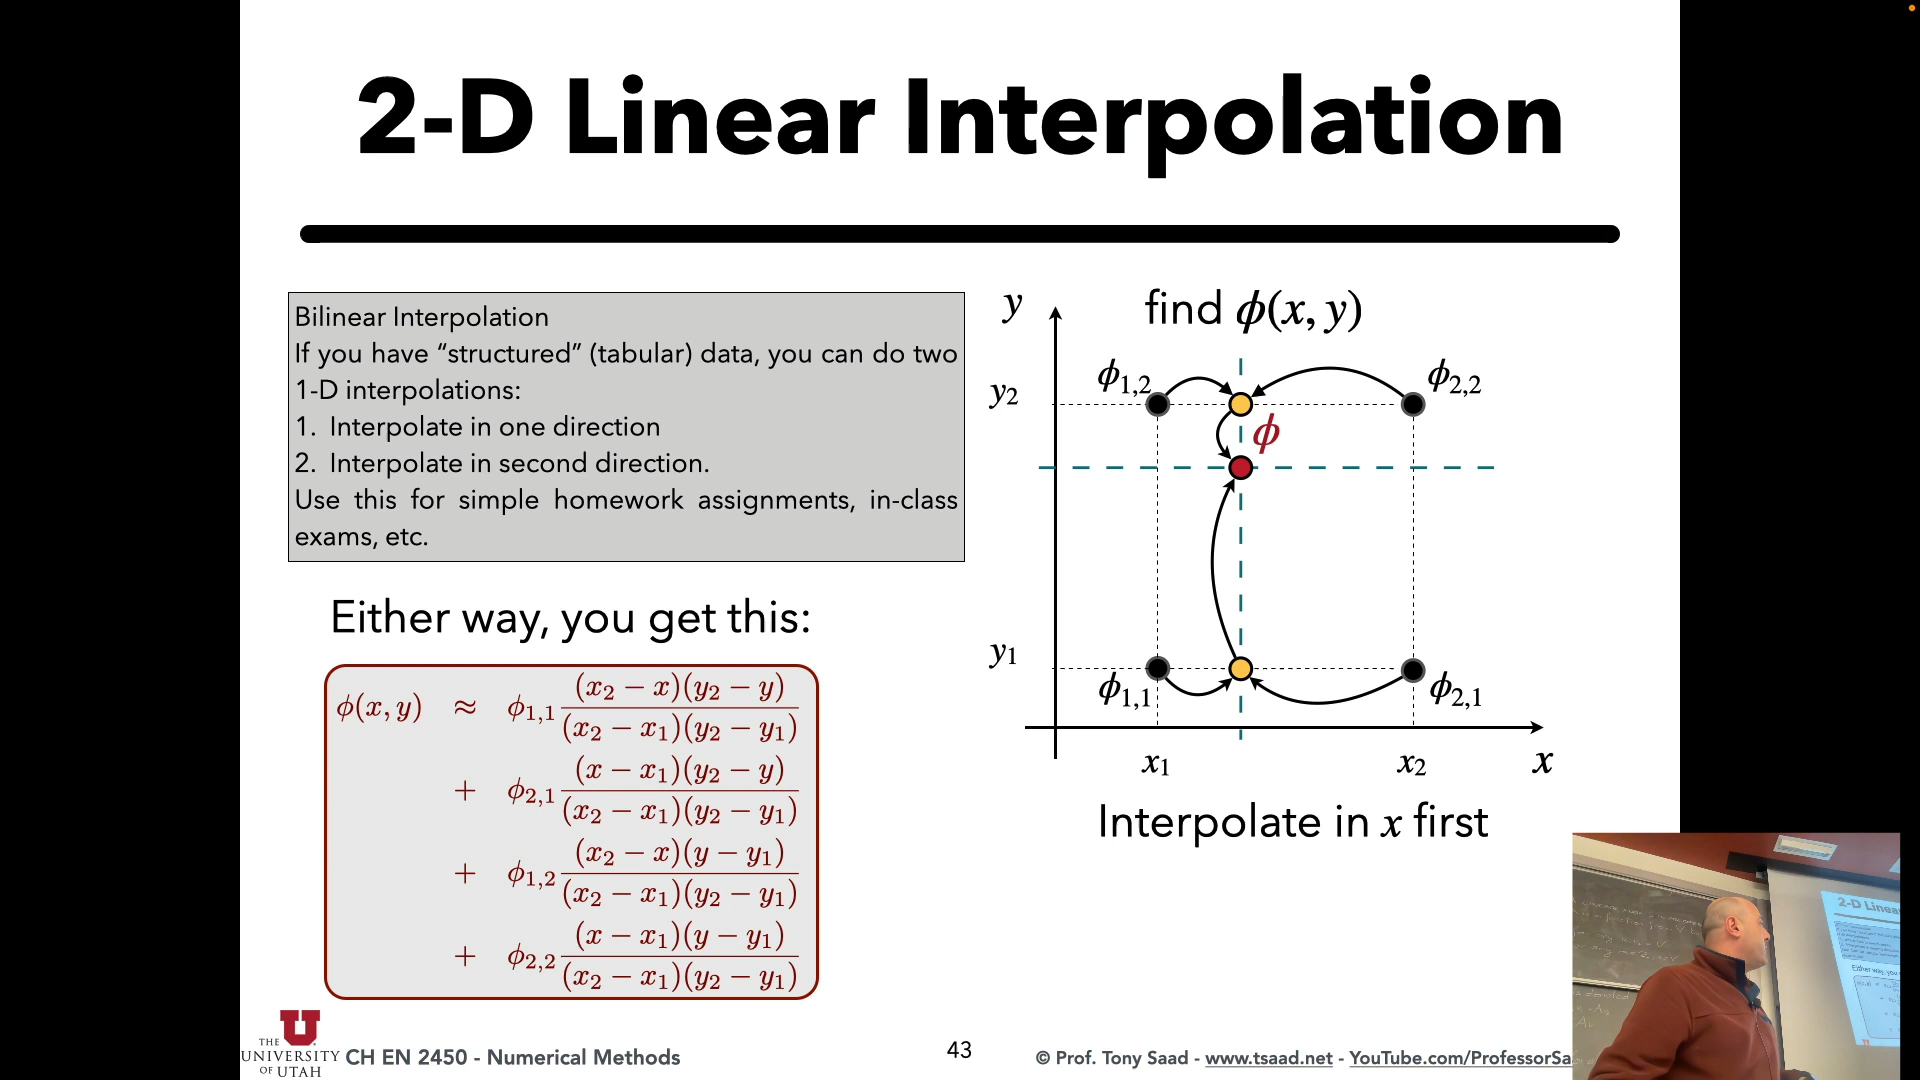 2-D Linear Interpolation
Bilinear Interpolation
If you have “structured” (tabular) data, you can do two
1-D interpolations:
1. Interpolate in one direction
2. Interpolate in second direction.
Use this for simple homework assignments, in-class
exams, etc.
Either way, you get this:
ϕ(x, y) ≈ ϕ1,1 (x2 − x)(y2 − y) / (x2 − x1)(y2 − y1)
+ ϕ2,1 (x − x1)(y2 − y) / (x2 − x1)(y2 − y1)
+ ϕ1,2 (x2 − x)(y − y1) / (x2 − x1)(y2 − y1)
+ ϕ2,2 (x − x1)(y − y1) / (x2 − x1)(y2 − y1)
y
find ϕ(x, y)
ϕ1,2
ϕ2,2
y2
ϕ
y1
ϕ1,1
ϕ2,1
x1
x2
x
Interpolate in x first
THE
UNIVERSITY
OF UTAH
CH EN 2450 - Numerical Methods
43
© Prof. Tony Saad - www.tsaad.net - YouTube.com/ProfessorSa
2-D Linea